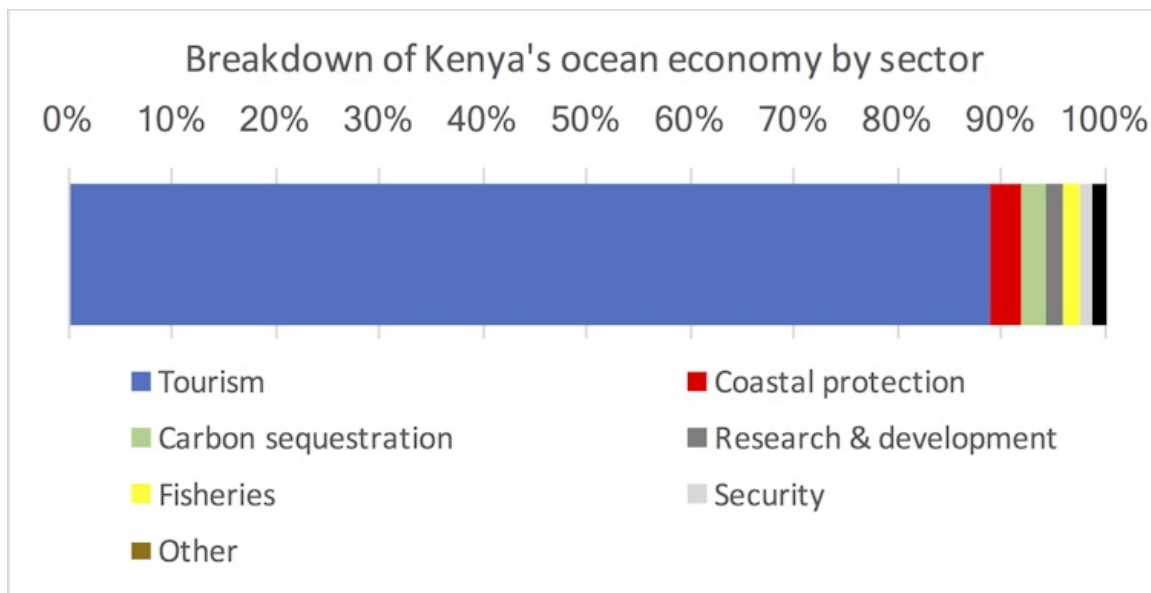 Breakdown of Kenya's ocean economy by sector
0% 10% 20% 30% 40% 50% 60% 70% 80% 90% 100%
Tourism Coastal protection
Carbon sequestration Research & development
Fisheries Security
Other